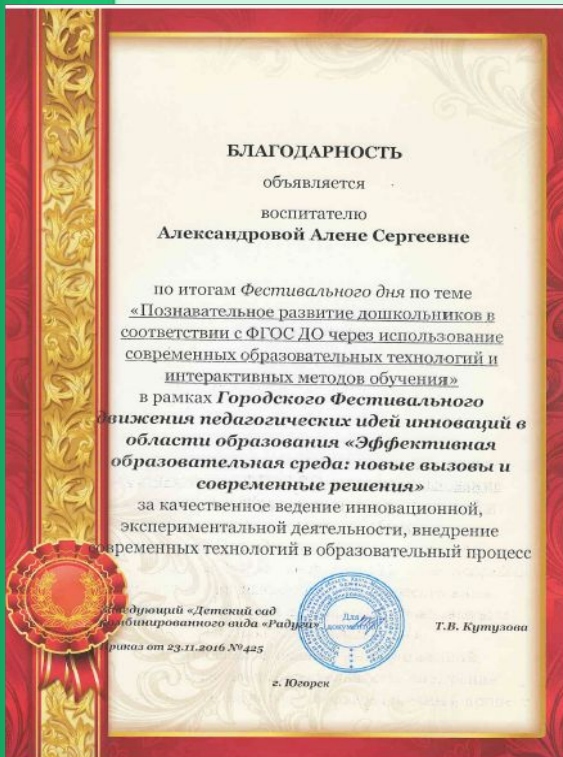 БЛАГОДАРНОСТЬ
объявляется
воспитателю
Александровой Алене Сергеевне
по итогам Фестивального дня по теме
«Познавательное развитие дошкольников в
соответствии с ФГОС ДО через использование
современных образовательных технологий и
интерактивных методов обучения»
в рамках Городского Фестивального
движения педагогических идей инноваций в
области образования «Эффективная
образовательная среда: новые вызовы и
современные решения»
за качественное ведение инновационной,
экспериментальной деятельности, внедрение
современных технологий в образовательный процесс
Заведующий «Детский сад
комбинированного вида «Радуга»
Т.В. Кутузова
Приказ от 23.11.2016 №425
Для
документов
г. Югорск